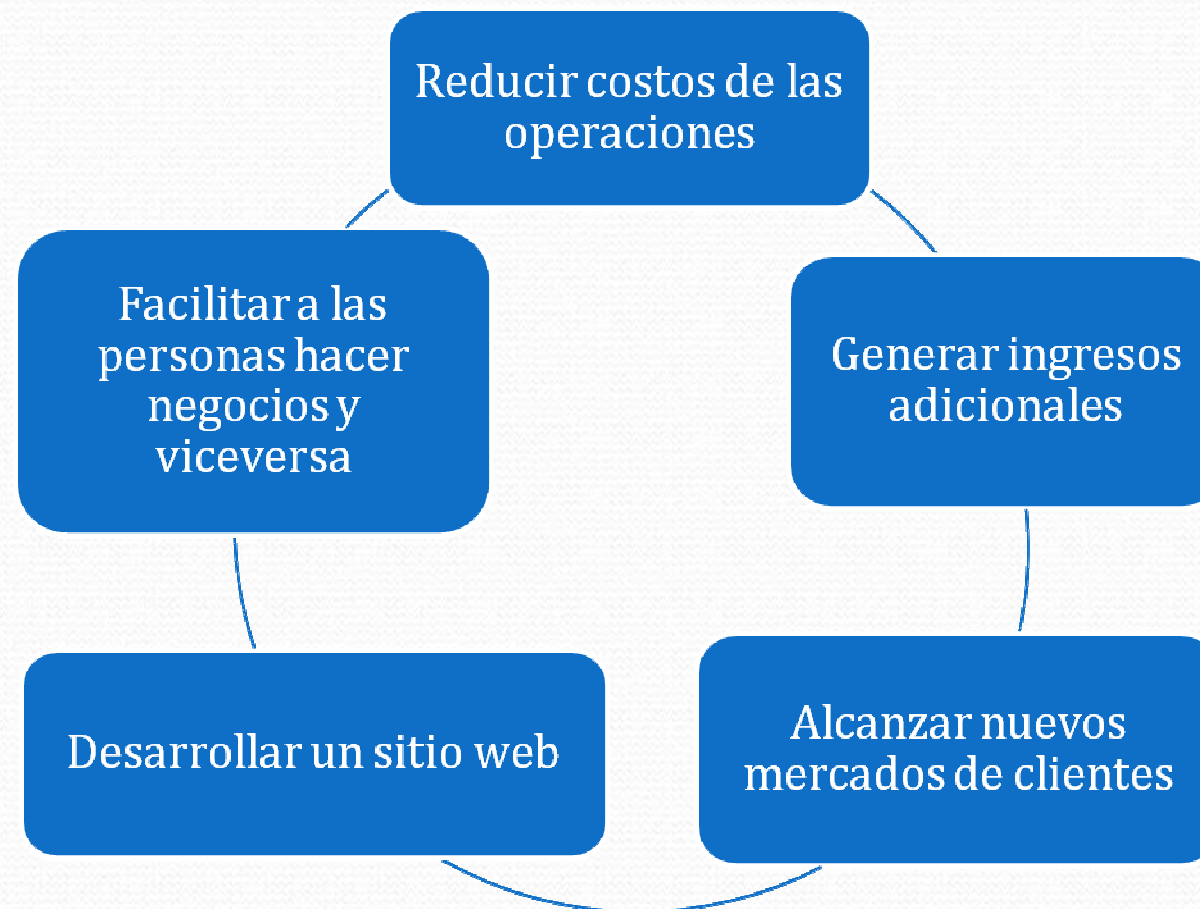 Reducir costos de las
operaciones
Generar ingresos
adicionales
Alcanzar nuevos
mercados de clientes
Desarrollar un sitio web
Facilitar a las
personas hacer
negocios y
viceversa